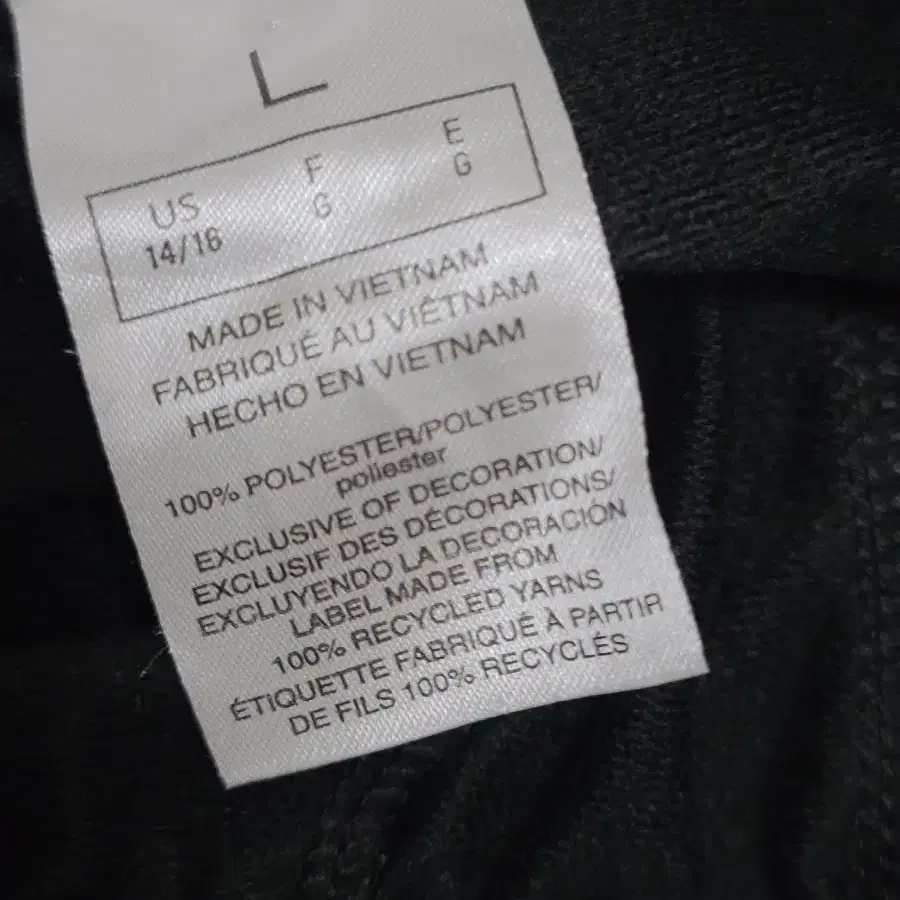 L
US F E
14/16 G G
MADE IN VIETNAM
FABRIQUÉ AU VIÊTNAM
HECHO EN VIETNAM
100% POLYESTER/POLYESTER/
poliester
EXCLUSIVE OF DECORATION/
EXCLUSIF DES DÉCORATIONS/
EXCLUYENDO LA DECORACIÓN
LABEL MADE FROM
100% RECYCLED YARNS
ÉTIQUETTE FABRIQUÉ À PARTIR
DE FILS 100% RECYCLÉS